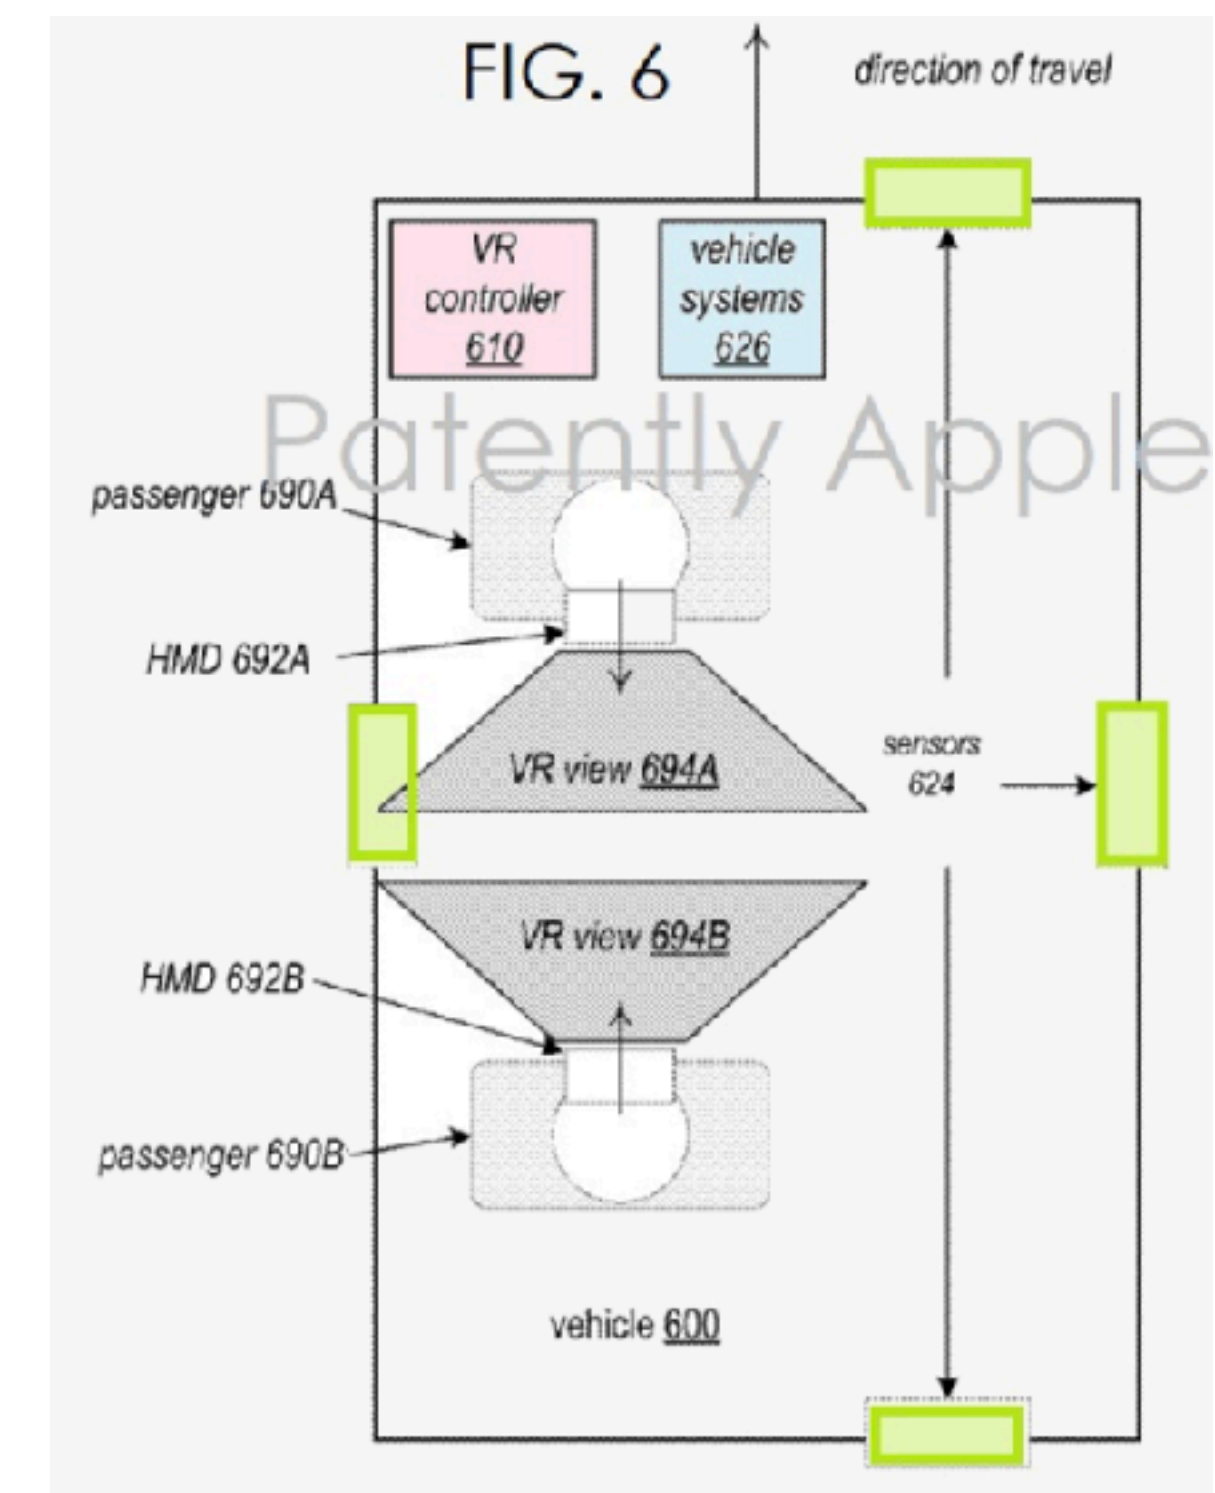 FIG. 6
direction of travel
VR
controller
610
vehicle
systems
626
Patently Apple
passenger 690A
HMD 692A
VR view 694A
sensors
624
VR view 694B
HMD 692B
passenger 690B
vehicle 600